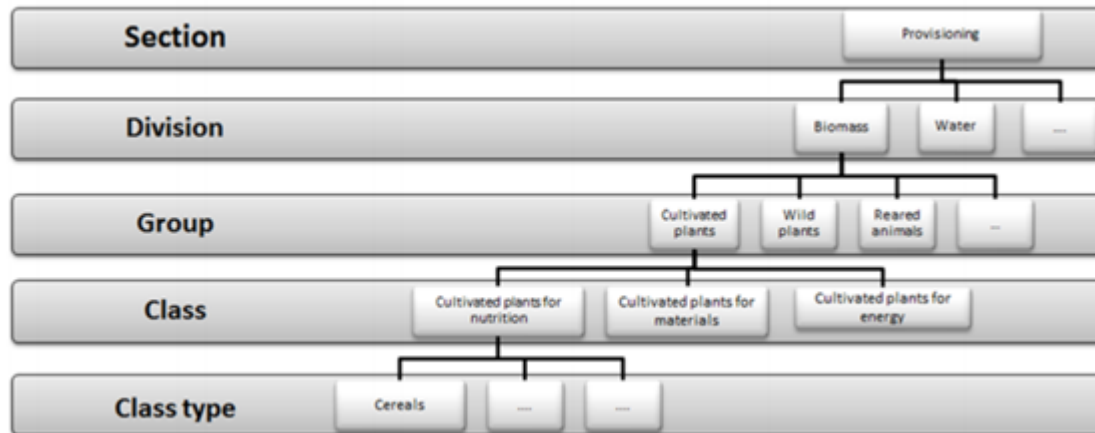 Section
Provisioning
Division
Biomass
Water
....
Group
Cultivated
plants
Wild
plants
Reared
animals
...
Class
Cultivated plants for
nutrition
Cultivated plants for
materials
Cultivated plants for
energy
Class type
Cereals
....
....